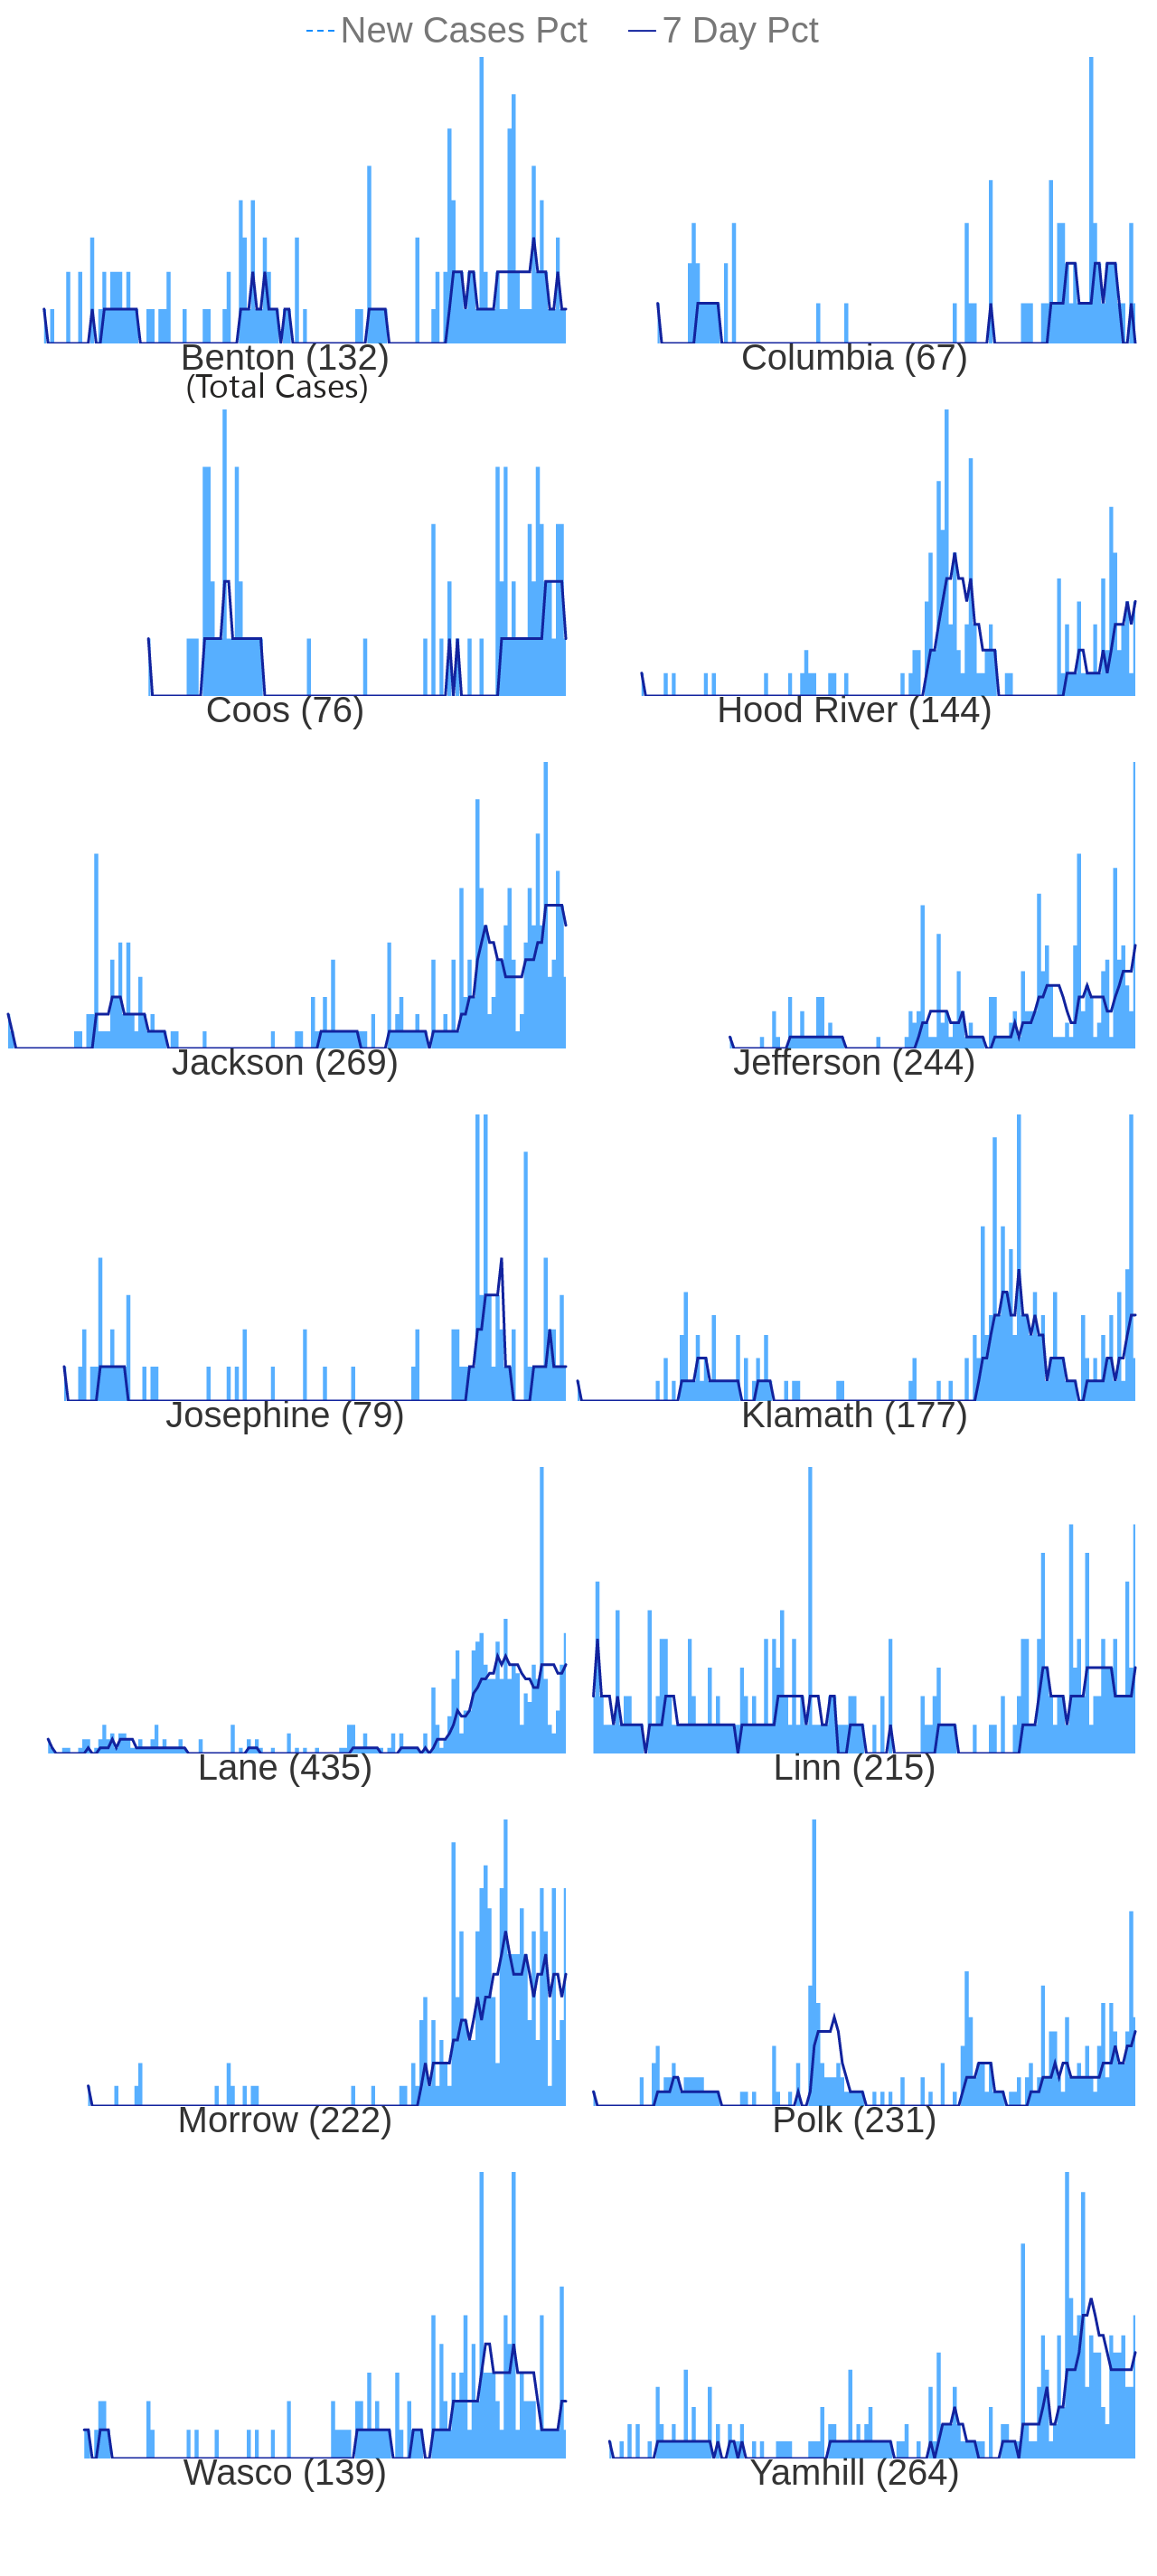 New Cases Pct 7 Day Pct
Benton (132) Columbia (67)
(Total Cases)
Coos (76) Hood River (144)
Jackson (269) Jefferson (244)
Josephine (79) Klamath (177)
Lane (435) Linn (215)
Morrow (222) Polk (231)
Wasco (139) Yamhill (264)